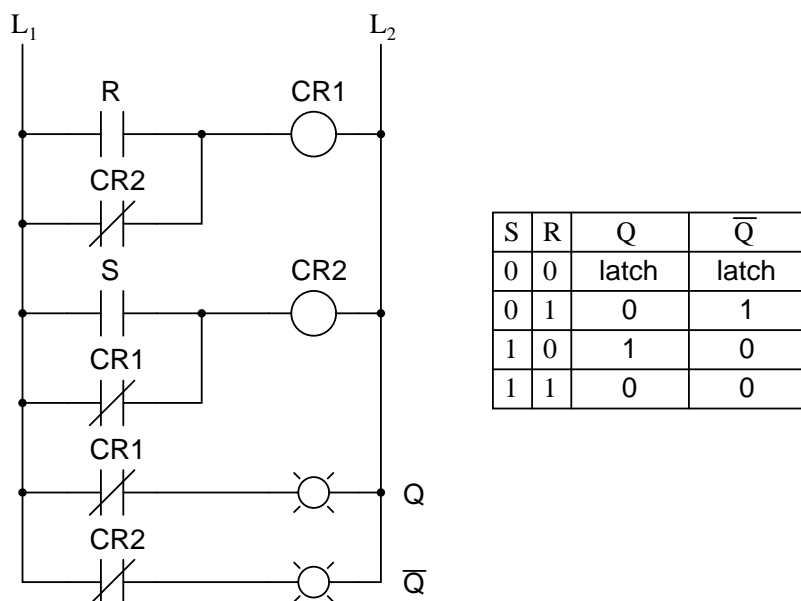 L₁ L₂
R CR1
CR2
S CR2
CR1
CR1
Q
CR2
Q̅
S R Q Q̅
0 0 latch latch
0 1 0 1
1 0 1 0
1 1 0 0